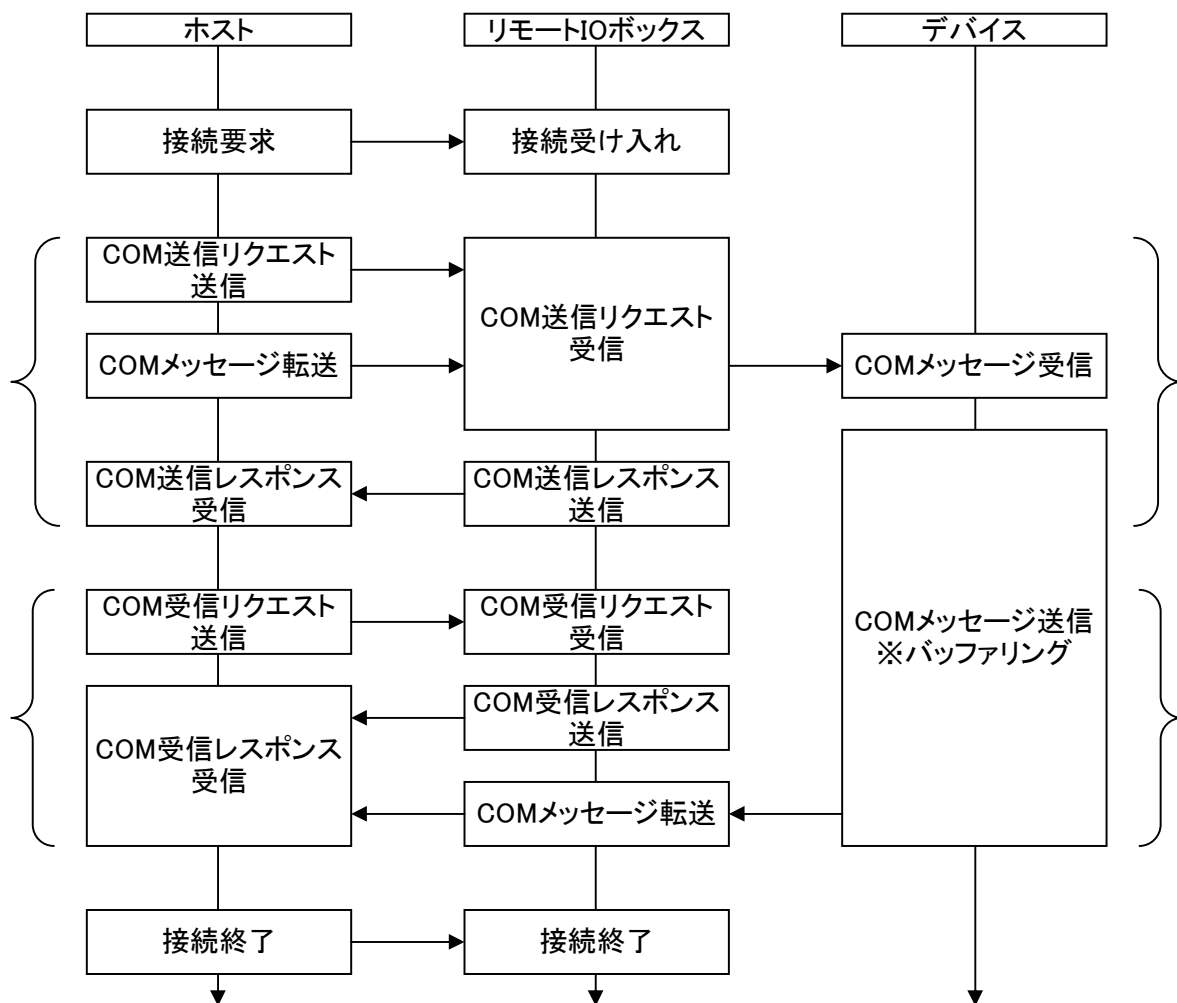 ホスト
リモートIOボックス
デバイス
接続要求
接続受け入れ
COM送信リクエスト
送信
COM送信リクエスト
受信
COMメッセージ転送
COMメッセージ受信
COM送信レスポンス
受信
COM送信レスポンス
送信
COM受信リクエスト
送信
COM受信リクエスト
受信
COMメッセージ送信
※バッファリング
COM受信レスポンス
送信
COM受信レスポンス
受信
COMメッセージ転送
接続終了
接続終了